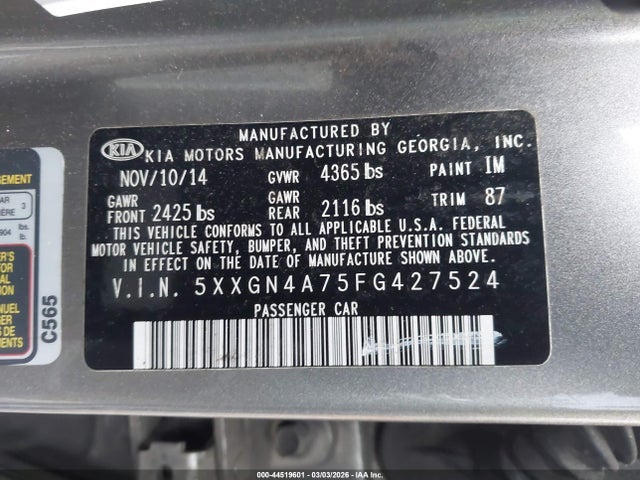 MANUFACTURED BY
KIA KIA MOTORS MANUFACTURING GEORGIA, INC.
NOV/10/14 GVWR 4365 lbs PAINT IM
GAWR FRONT 2425 lbs GAWR REAR 2116 lbs TRIM 87
THIS VEHICLE CONFORMS TO ALL APPLICABLE U.S.A. FEDERAL
MOTOR VEHICLE SAFETY, BUMPER, AND THEFT PREVENTION STANDARDS
IN EFFECT ON THE DATE OF MANUFACTURE SHOWN ABOVE.
V.I.N. 5XXGN4A75FG427524
PASSENGER CAR
C565
000-44519601 | 03/03/2026 - IAA Inc.